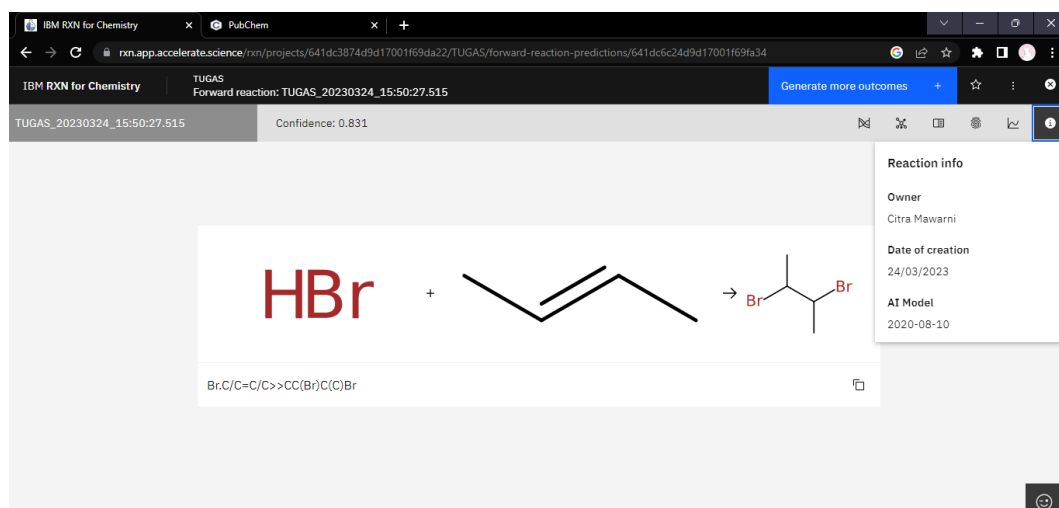 IBM RXN for Chemistry
PubChem
rxn.app.accelerate.science/rxn/projects/641dc3874d9d17001f69da22/TUGAS/forward-reaction-predictions/641dc6c24d9d17001f69fa34
IBM RXN for Chemistry
TUGAS
Forward reaction: TUGAS_20230324_15:50:27.515
Generate more outcomes +
TUGAS_20230324_15:50:27.515
Confidence: 0.831
Reaction info
Owner
Citra Mawarni
Date of creation
24/03/2023
AI Model
2020-08-10
HBr + → Br Br
Br.C/C=C/C>>CC(Br)C(C)Br